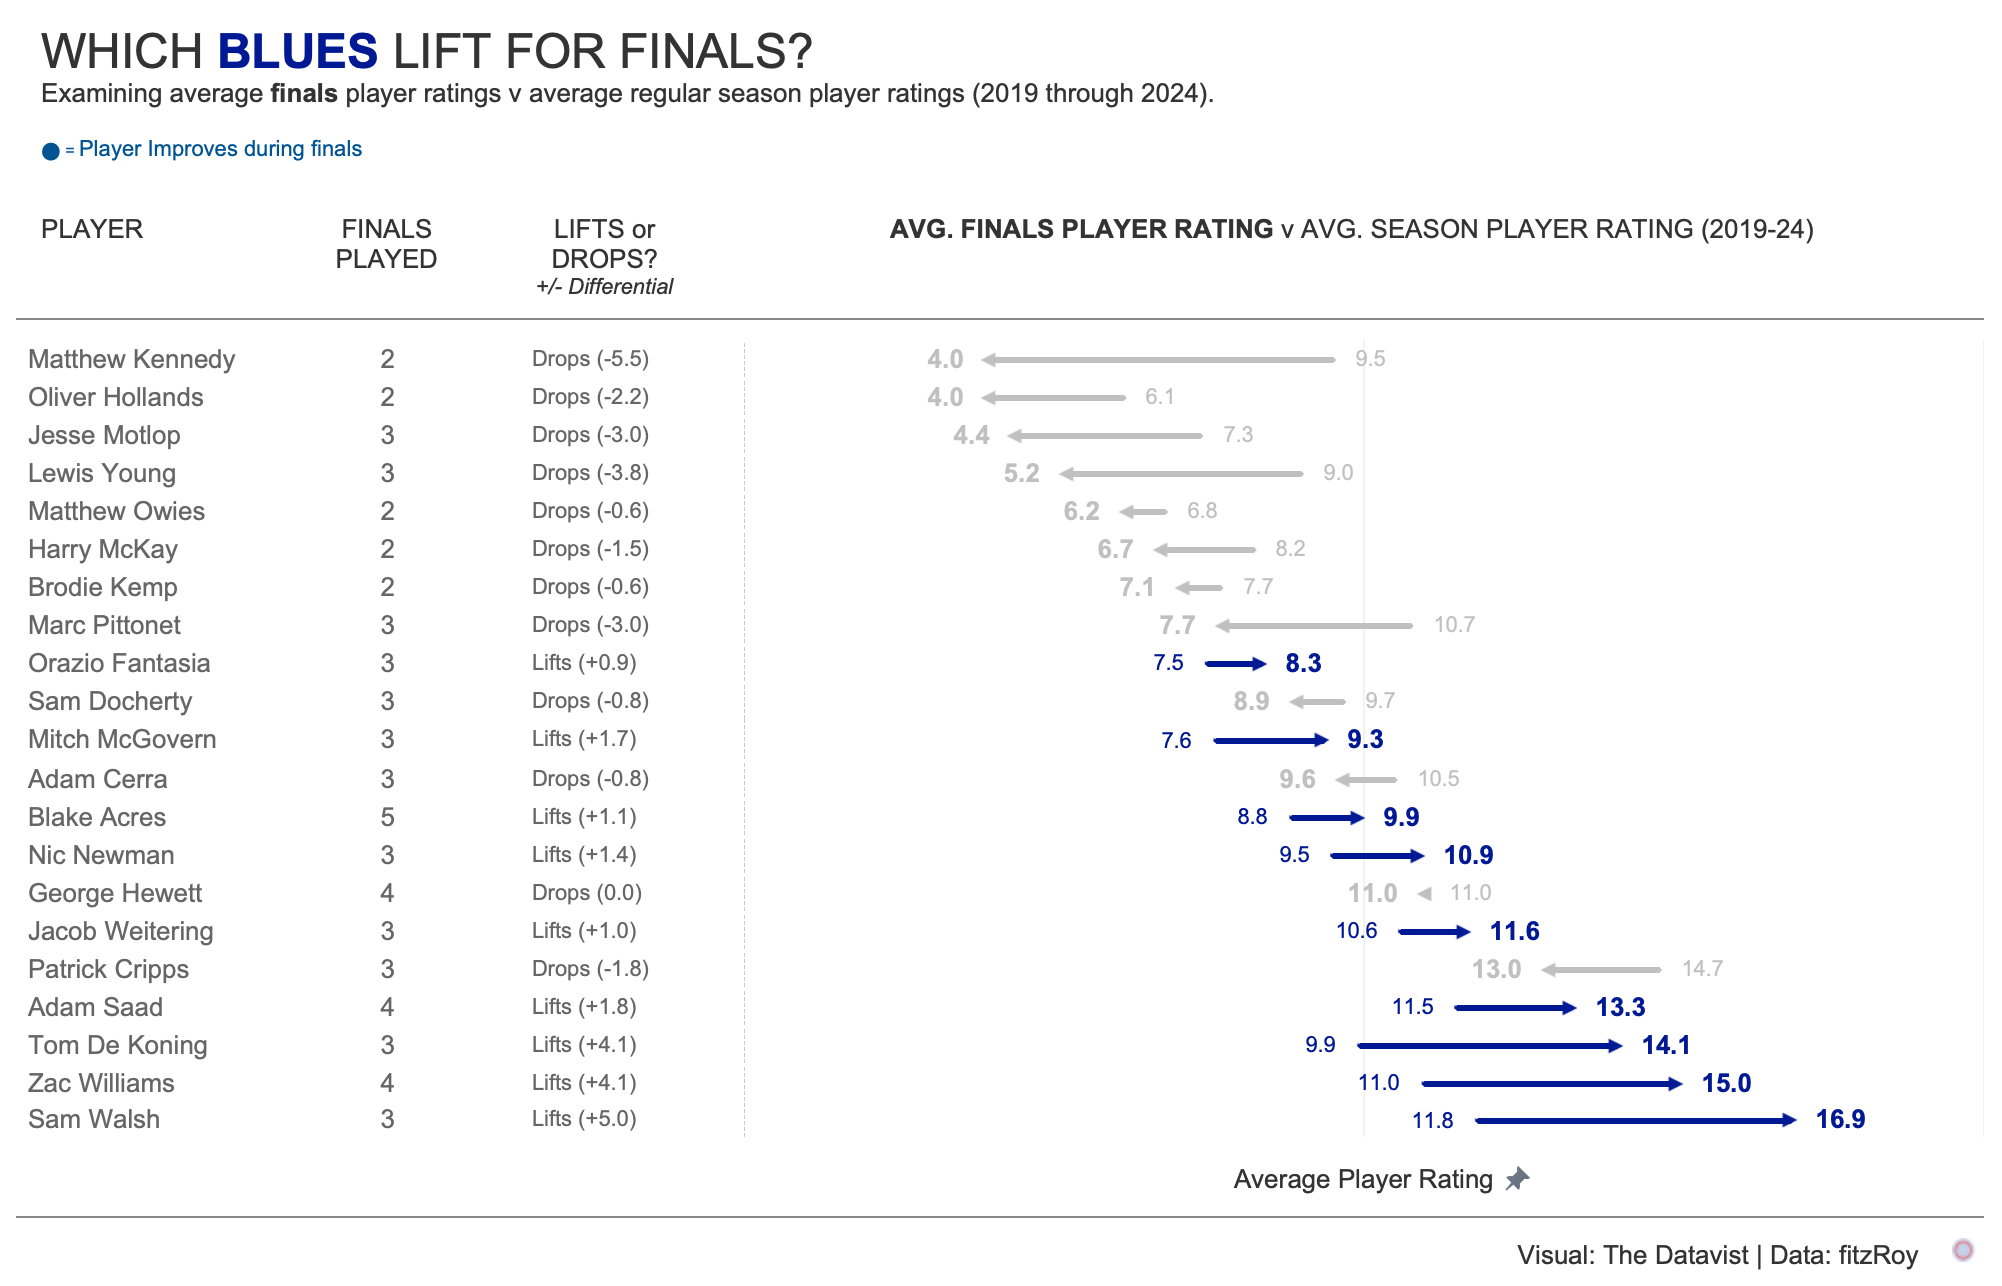 WHICH BLUES LIFT FOR FINALS?
Examining average finals player ratings v average regular season player ratings (2019 through 2024).
= Player Improves during finals
PLAYER FINALS PLAYED LIFTS or DROPS? +/- Differential AVG. FINALS PLAYER RATING v AVG. SEASON PLAYER RATING (2019-24)
Matthew Kennedy 2 Drops (-5.5) 4.0 9.5
Oliver Hollands 2 Drops (-2.2) 4.0 6.1
Jesse Motlop 3 Drops (-3.0) 4.4 7.3
Lewis Young 3 Drops (-3.8) 5.2 9.0
Matthew Owies 2 Drops (-0.6) 6.2 6.8
Harry McKay 2 Drops (-1.5) 6.7 8.2
Brodie Kemp 2 Drops (-0.6) 7.1 7.7
Marc Pittonet 3 Drops (-3.0) 7.7 10.7
Orazio Fantasia 3 Lifts (+0.9) 7.5 8.3
Sam Docherty 3 Drops (-0.8) 8.9 9.7
Mitch McGovern 3 Lifts (+1.7) 7.6 9.3
Adam Cerra 3 Drops (-0.8) 9.6 10.5
Blake Acres 5 Lifts (+1.1) 8.8 9.9
Nic Newman 3 Lifts (+1.4) 9.5 10.9
George Hewett 4 Drops (0.0) 11.0 11.0
Jacob Weitering 3 Lifts (+1.0) 10.6 11.6
Patrick Cripps 3 Drops (-1.8) 13.0 14.7
Adam Saad 4 Lifts (+1.8) 11.5 13.3
Tom De Koning 3 Lifts (+4.1) 9.9 14.1
Zac Williams 4 Lifts (+4.1) 11.0 15.0
Sam Walsh 3 Lifts (+5.0) 11.8 16.9
Average Player Rating
Visual: The Datavist | Data: fitzRoy